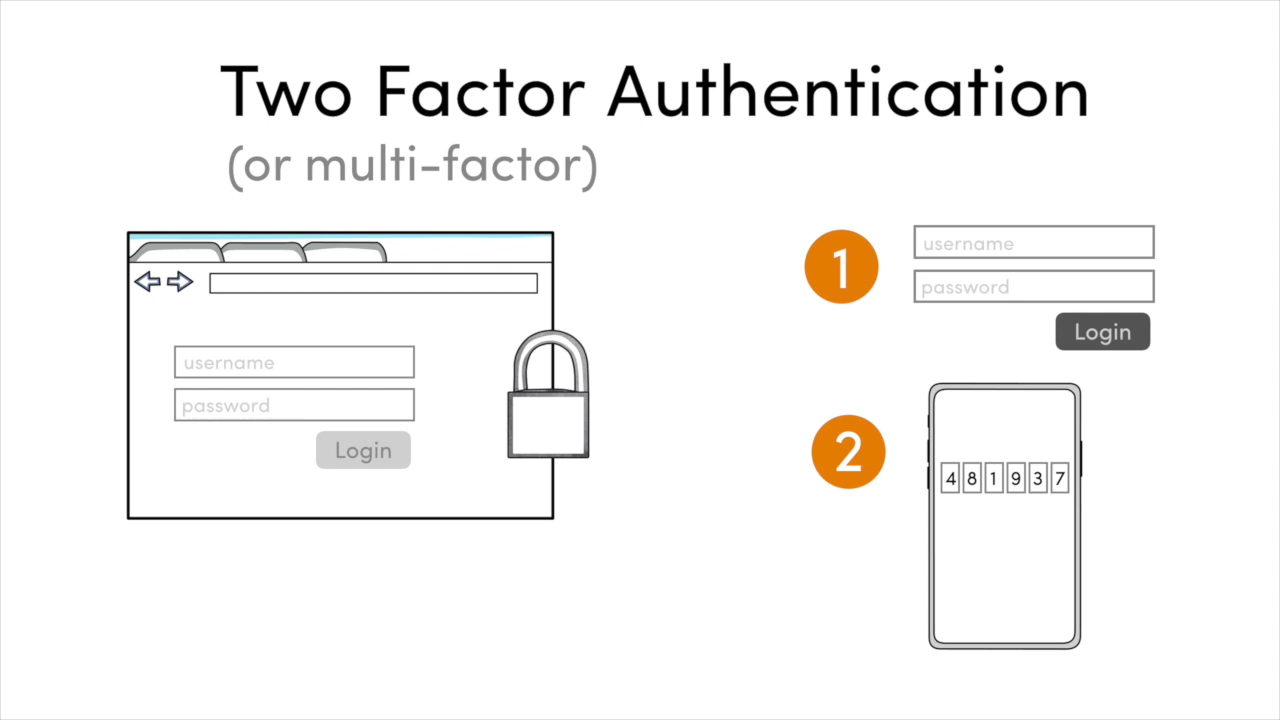 Two Factor Authentication
(or multi-factor)
username
password
Login
1
username
password
Login
2
4 8 1 9 3 7